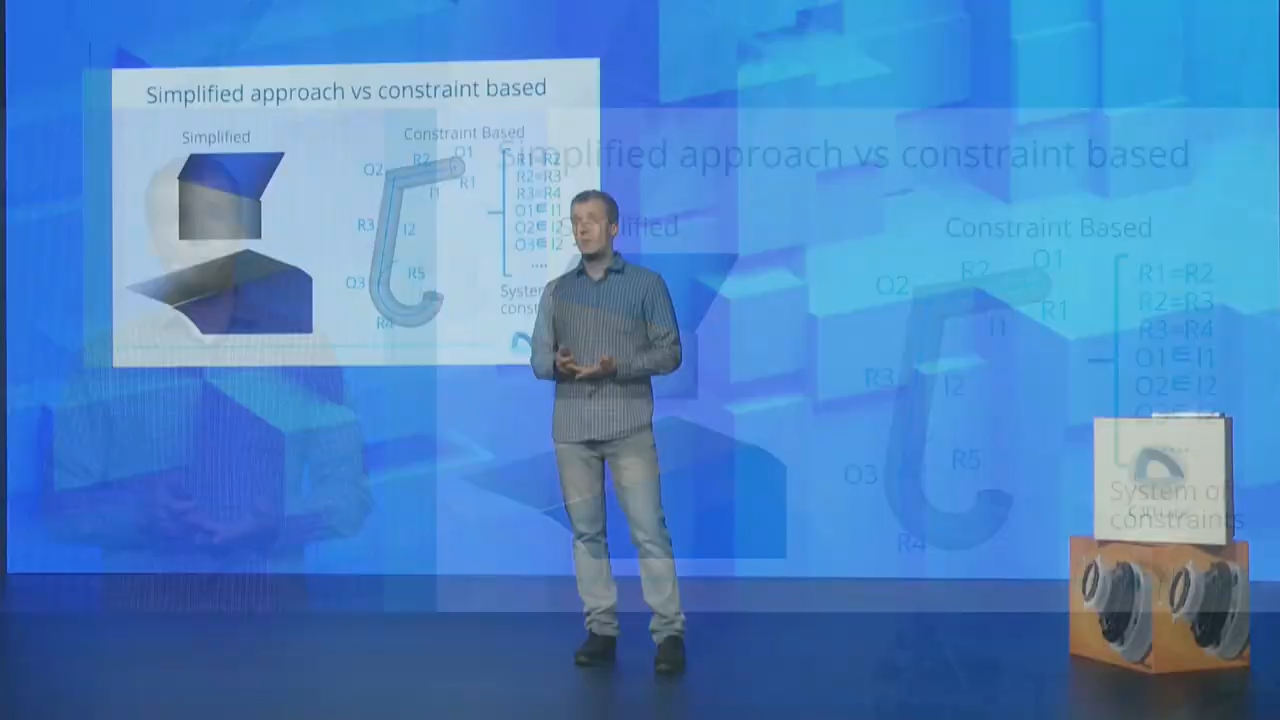 Simplified approach vs constraint based
Simplified
Constraint Based
O1
O2
R2
R1
I1
R3
I2
R5
O3
R4
R1=R2
R2=R3
R3=R4
O1∈I1
O2∈I2
O3∈I2
....
Simplified approach vs constraint based
Constraint Based
O1
O2
R2
R1
I1
R3
I2
R5
O3
R4
R1=R2
R2=R3
R3=R4
O1∈I1
O2∈I2
System of
constraints